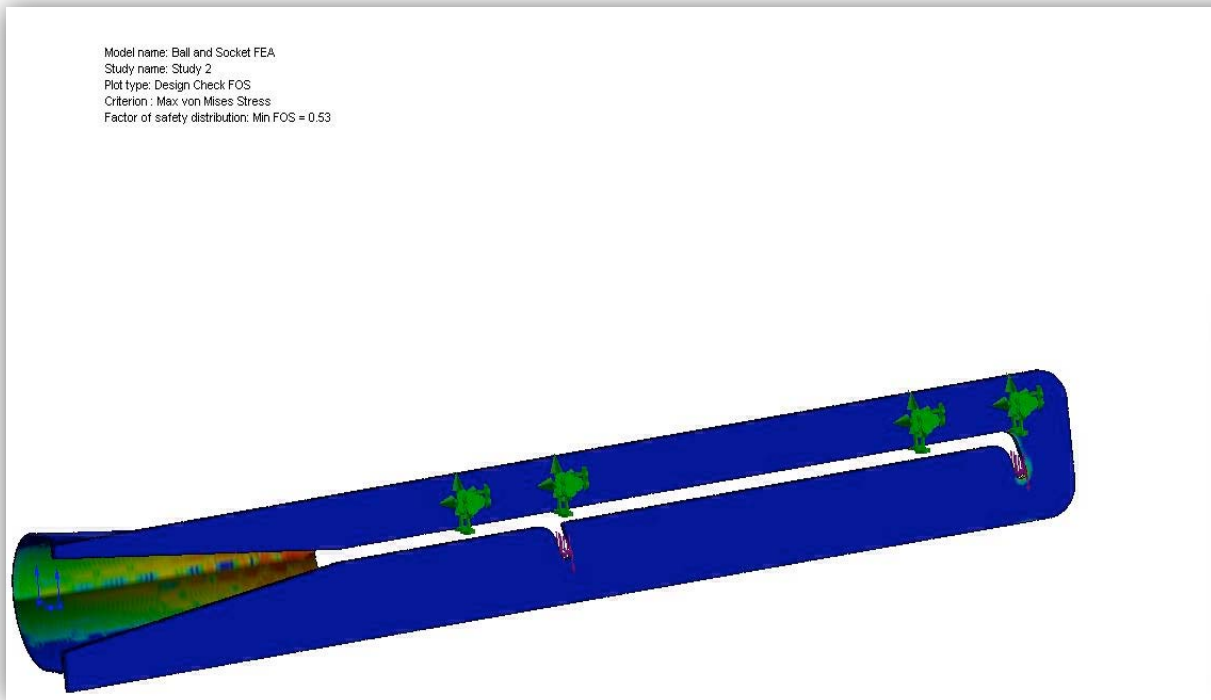 Model name: Ball and Socket FEA
Study name: Study 2
Plot type: Design Check FOS
Criterion : Max von Mises Stress
Factor of safety distribution: Min FOS = 0.53